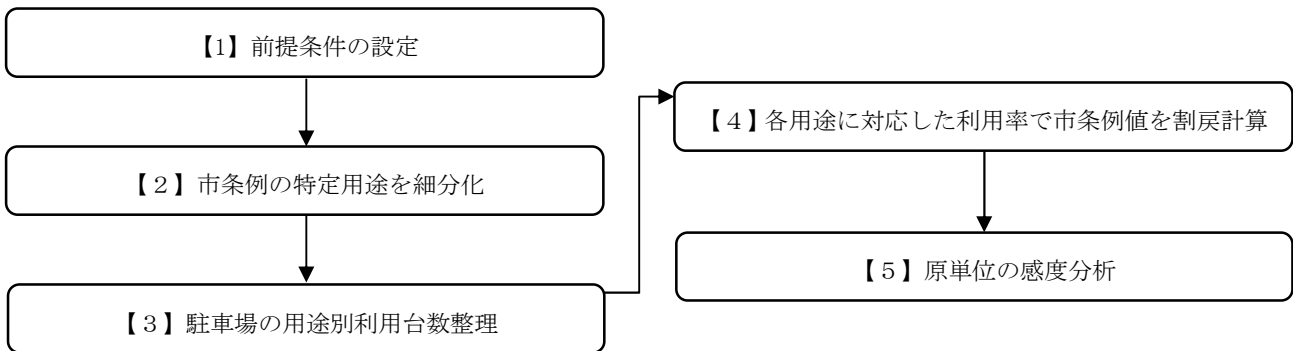 【1】前提条件の設定
【２】市条例の特定用途を細分化
【３】駐車場の用途別利用台数整理
【４】各用途に対応した利用率で市条例値を割戻計算
【５】原単位の感度分析